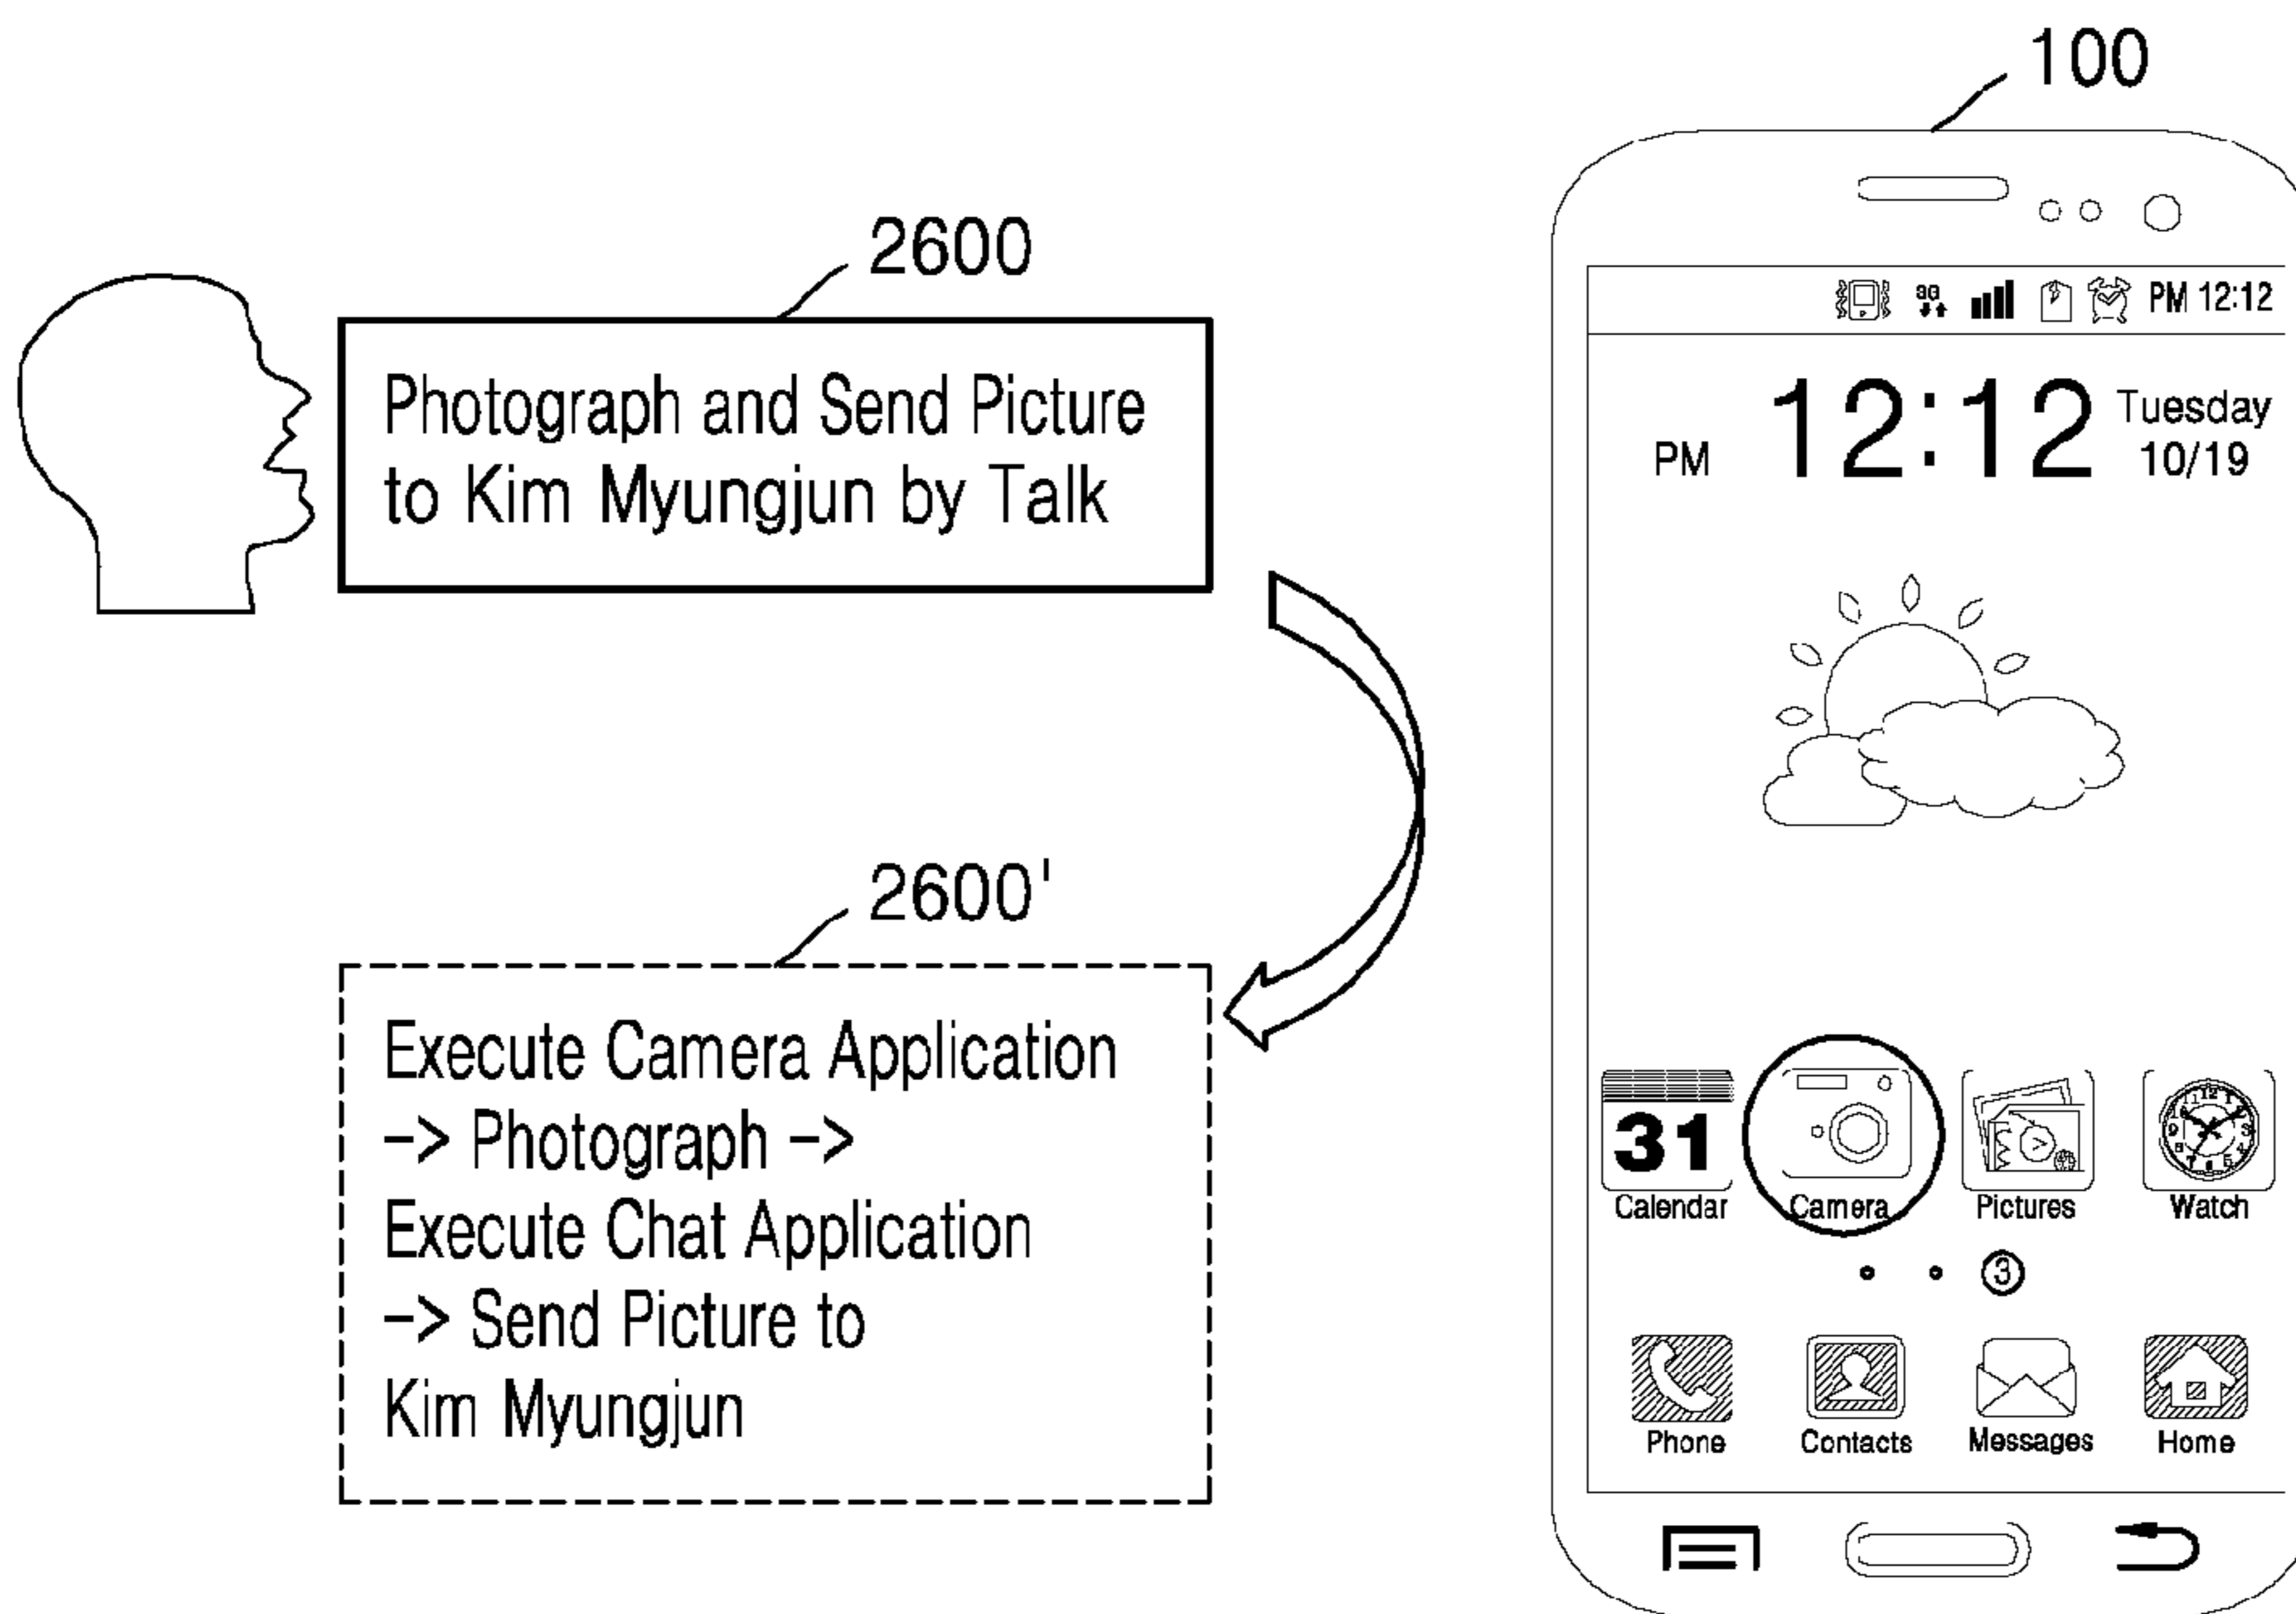 100
2600
Photograph and Send Picture
to Kim Myungjun by Talk
2600'
Execute Camera Application
-> Photograph ->
Execute Chat Application
-> Send Picture to
Kim Myungjun
3G
PM 12:12
PM 12:12 Tuesday
10/19
31
Calendar Camera Pictures Watch
3
Phone Contacts Messages Home